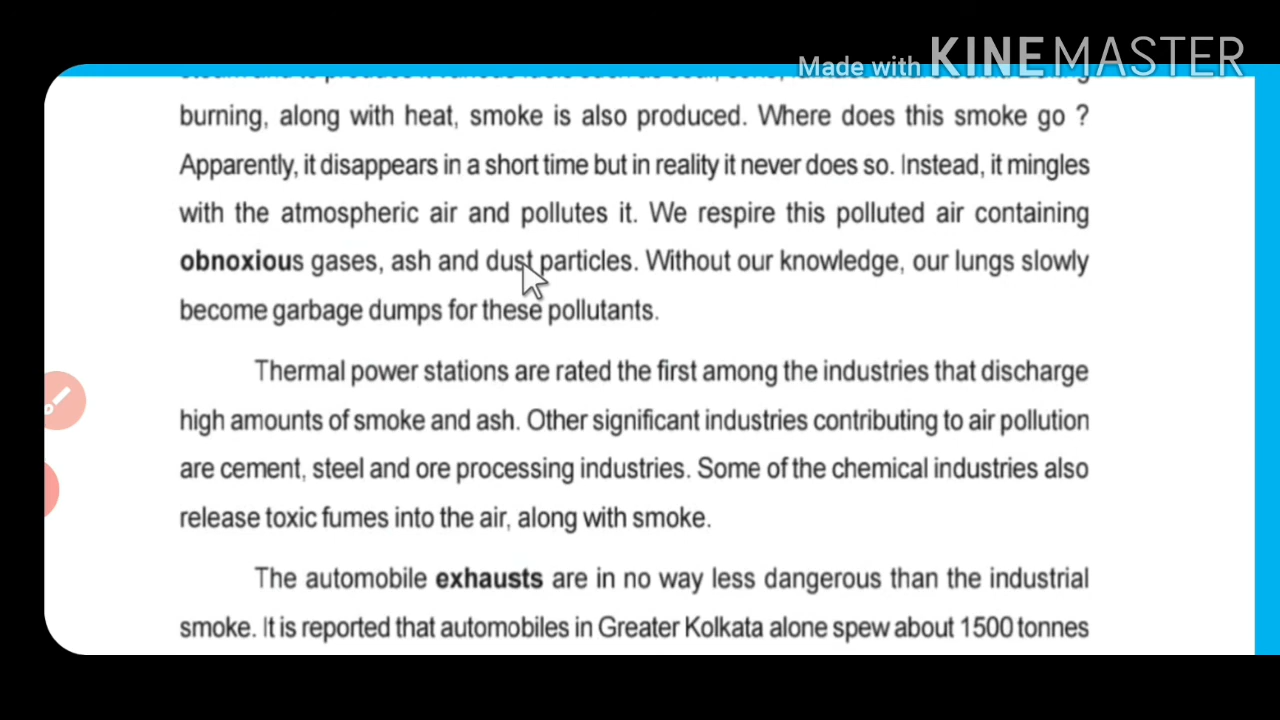 Made with KINEMASTER
burning, along with heat, smoke is also produced. Where does this smoke go ?
Apparently, it disappears in a short time but in reality it never does so. Instead, it mingles
with the atmospheric air and pollutes it. We respire this polluted air containing
obnoxious gases, ash and dust particles. Without our knowledge, our lungs slowly
become garbage dumps for these pollutants.
Thermal power stations are rated the first among the industries that discharge
high amounts of smoke and ash. Other significant industries contributing to air pollution
are cement, steel and ore processing industries. Some of the chemical industries also
release toxic fumes into the air, along with smoke.
The automobile exhausts are in no way less dangerous than the industrial
smoke. It is reported that automobiles in Greater Kolkata alone spew about 1500 tonnes